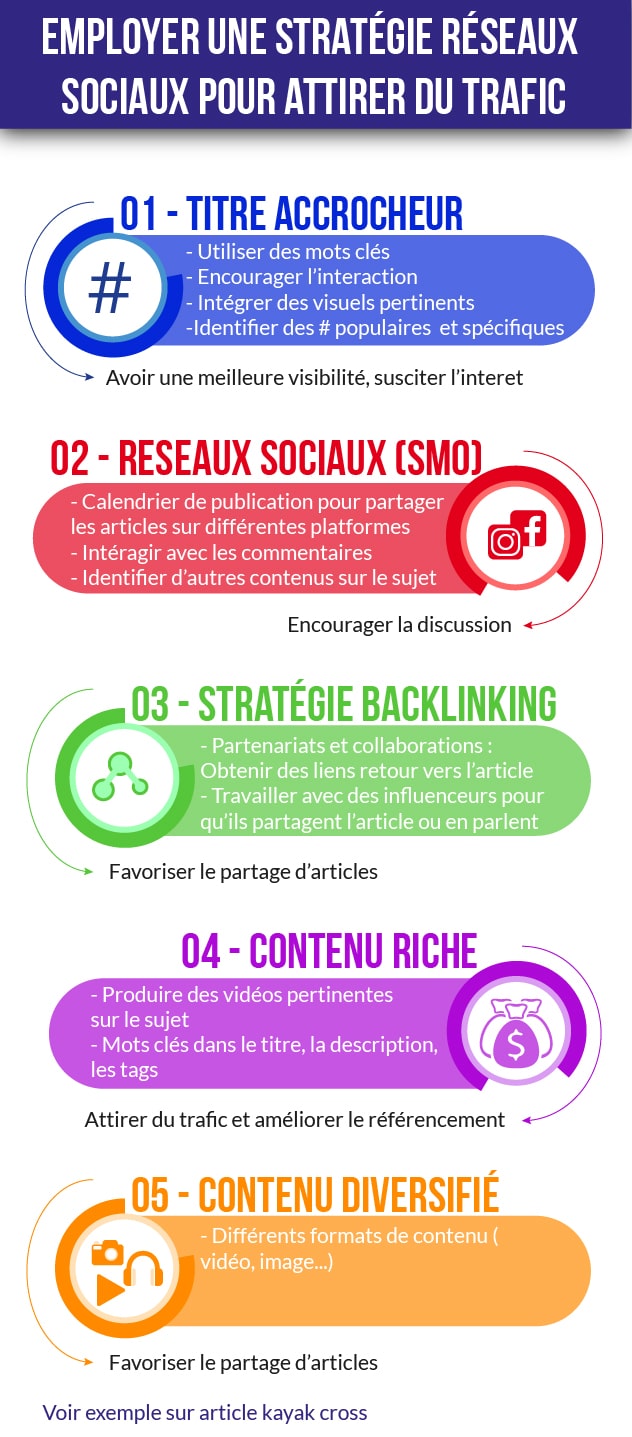 EMPLOYER UNE STRATÉGIE RÉSEAUX
SOCIAUX POUR ATTIRER DU TRAFIC
01 - TITRE ACCROCHEUR
- Utiliser des mots clés
- Encourager l'interaction
- Intégrer des visuels pertinents
-Identifier des # populaires et spécifiques
#
Avoir une meilleure visibilité, susciter l'interet
02 - RESEAUX SOCIAUX (SMO)
- Calendrier de publication pour partager
les articles sur différentes platformes
- Intéragir avec les commentaires
- Identifier d'autres contenus sur le sujet
Encourager la discussion
03 - STRATÉGIE BACKLINKING
- Partenariats et collaborations :
Obtenir des liens retour vers l'article
- Travailler avec des influenceurs pour
qu'ils partagent l'article ou en parlent
Favoriser le partage d'articles
04 - CONTENU RICHE
- Produire des vidéos pertinentes
sur le sujet
- Mots clés dans le titre, la description,
les tags
$
Attirer du trafic et améliorer le référencement
05 - CONTENU DIVERSIFIÉ
- Différents formats de contenu (
vidéo, image...)
Favoriser le partage d'articles
Voir exemple sur article kayak cross